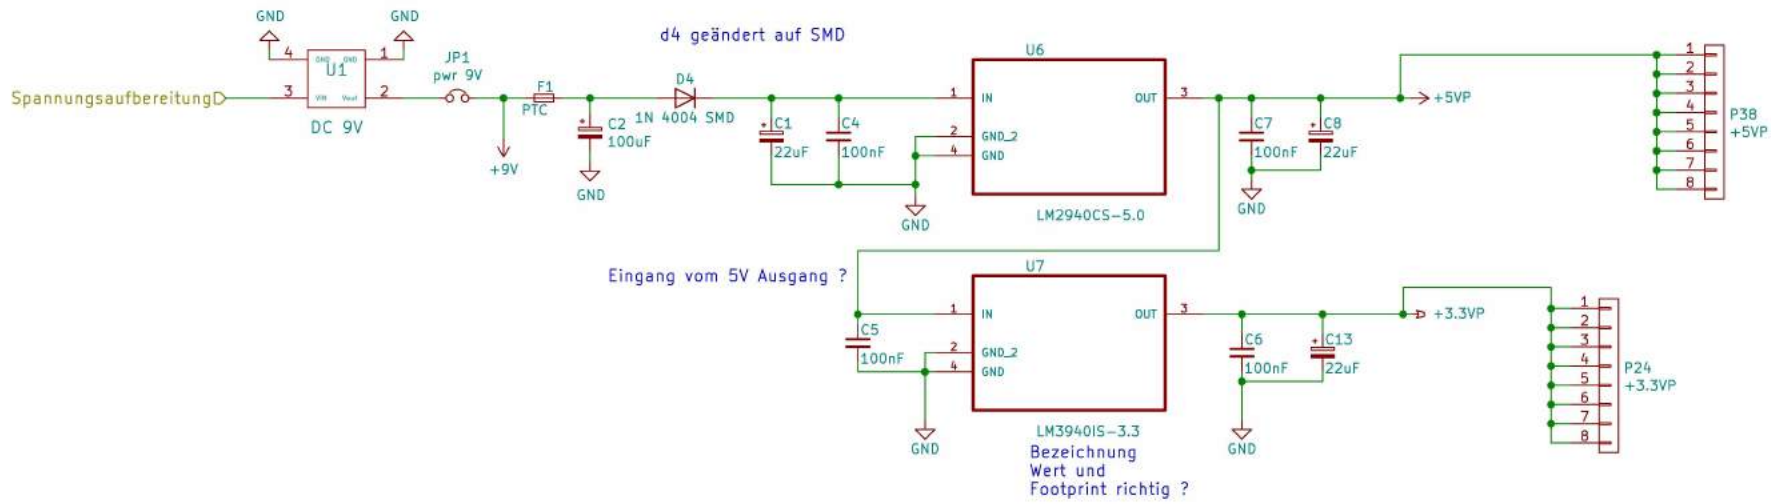 GND
GND
4
GND
GND
1
U1
Spannungsaufbereitung
3
VIN
Vout
2
DC 9V
JP1
pwr 9V
+9V
F1
PTC
C2
100uF
GND
d4 geändert auf SMD
D4
1N 4004 SMD
C1
22uF
C4
100nF
GND
U6
1
IN
OUT
3
2
GND_2
4
GND
LM2940CS-5.0
C7
100nF
C8
22uF
GND
+5VP
1
2
3
4
5
6
7
8
P38
+5VP
Eingang vom 5V Ausgang ?
U7
1
IN
OUT
3
2
GND_2
4
GND
C5
100nF
GND
LM3940IS-3.3
Bezeichnung
Wert und
Footprint richtig ?
C6
100nF
C13
22uF
GND
+3.3VP
1
2
3
4
5
6
7
8
P24
+3.3VP